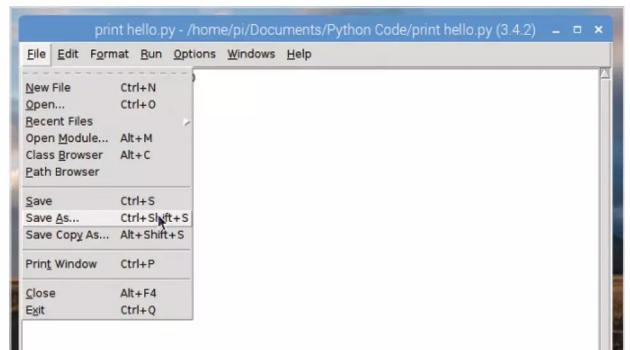 print hello.py - /home/pi/Documents/Python Code/print hello.py (3.4.2)
File Edit Format Run Options Windows Help
)
New File Ctrl+N
Open... Ctrl+O
Recent Files
Open Module... Alt+M
Class Browser Alt+C
Path Browser
Save Ctrl+S
Save As... Ctrl+Shift+S
Save Copy As... Alt+Shift+S
Print Window Ctrl+P
Close Alt+F4
Exit Ctrl+Q